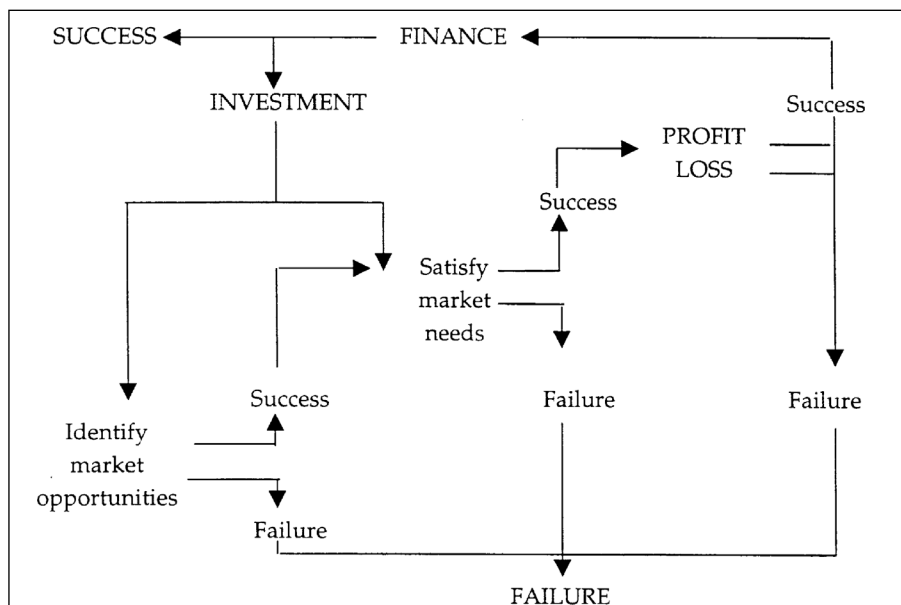 SUCCESS
FINANCE
INVESTMENT
Success
PROFIT
LOSS
Success
Satisfy
market
needs
Success
Failure
Failure
Identify
market
opportunities
Failure
FAILURE